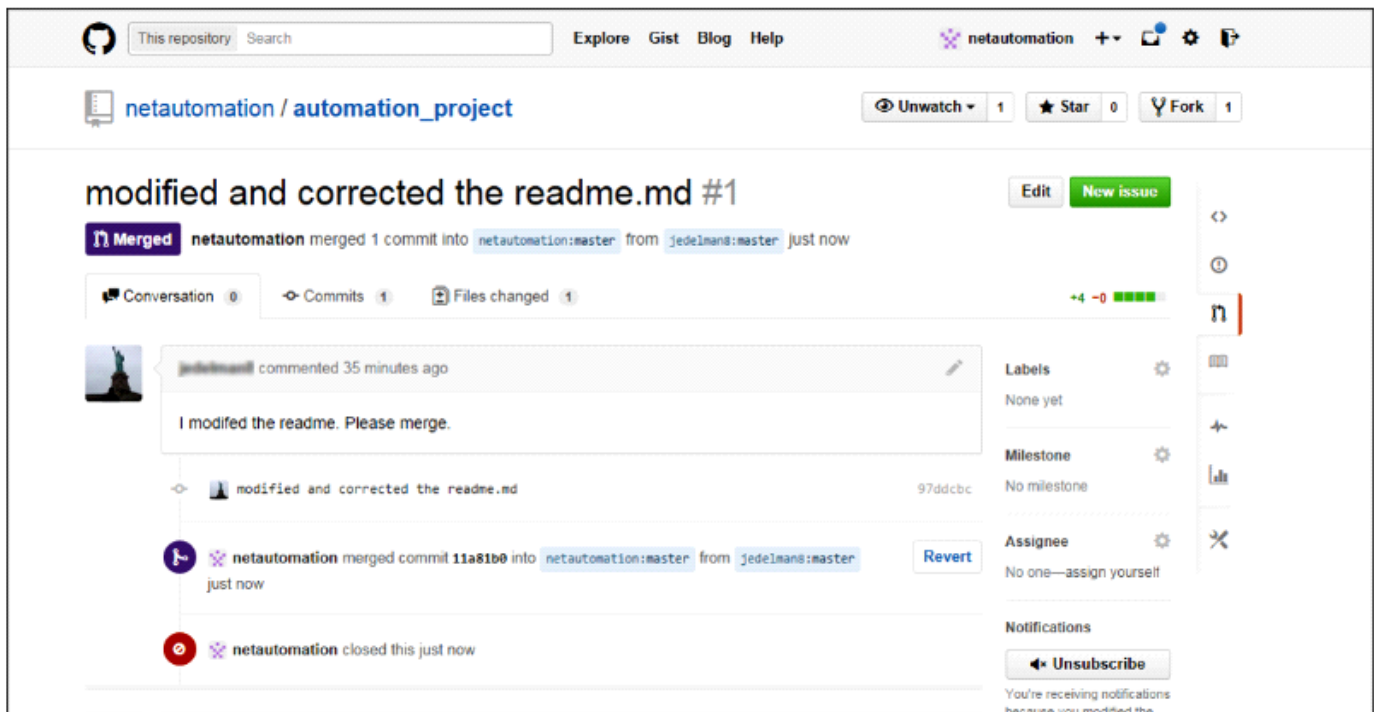 This repository Search Explore Gist Blog Help netautomation
netautomation / automation_project Unwatch 1 Star 0 Fork 1
modified and corrected the readme.md #1 Edit New issue
Merged netautomation merged 1 commit into netautomation:master from jedelman8:master just now
Conversation 0 Commits 1 Files changed 1 +4 −0
commented 35 minutes ago
I modifed the readme. Please merge.
modified and corrected the readme.md 97ddcbc
netautomation merged commit 11a81b0 into netautomation:master from jedelman8:master Revert
just now
netautomation closed this just now
Labels
None yet
Milestone
No milestone
Assignee
No one—assign yourself
Notifications
Unsubscribe
You're receiving notifications
because you modified the